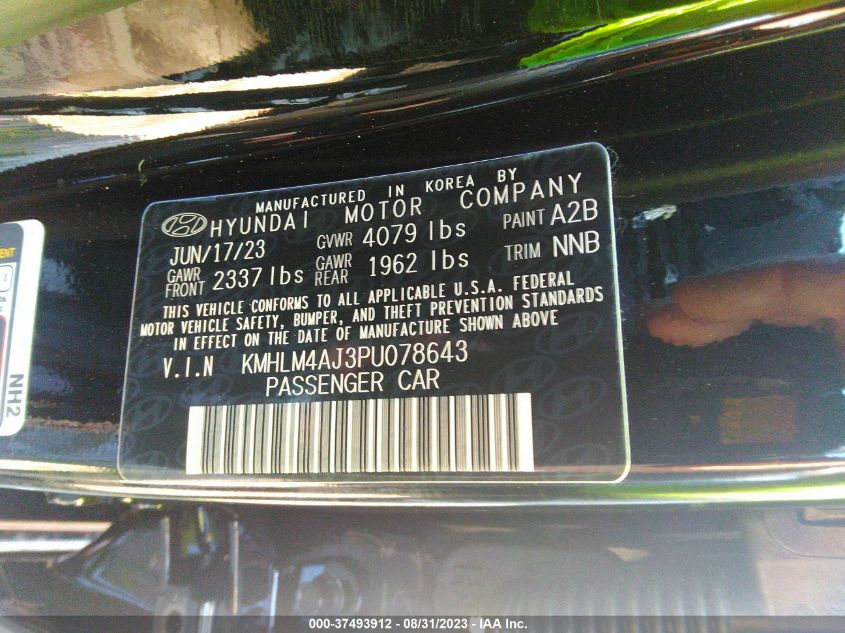 MANUFACTURED IN KOREA BY
HYUNDAI MOTOR COMPANY
JUN/17/23 GVWR 4079 lbs PAINT A2B
GAWR FRONT 2337 lbs GAWR REAR 1962 lbs TRIM NNB
THIS VEHICLE CONFORMS TO ALL APPLICABLE U.S.A. FEDERAL
MOTOR VEHICLE SAFETY, BUMPER, AND THEFT PREVENTION STANDARDS
IN EFFECT ON THE DATE OF MANUFACTURE SHOWN ABOVE
V.I.N KMHLM4AJ3PU078643
PASSENGER CAR
NH2
000-37493912 - 08/31/2023 - IAA Inc.